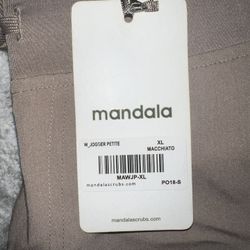 mandala
W_JOGGER PETITE XL
MACCHIATO
MAWJP-XL
mandalascrubs.com PO18-S
mandalascrubs.com